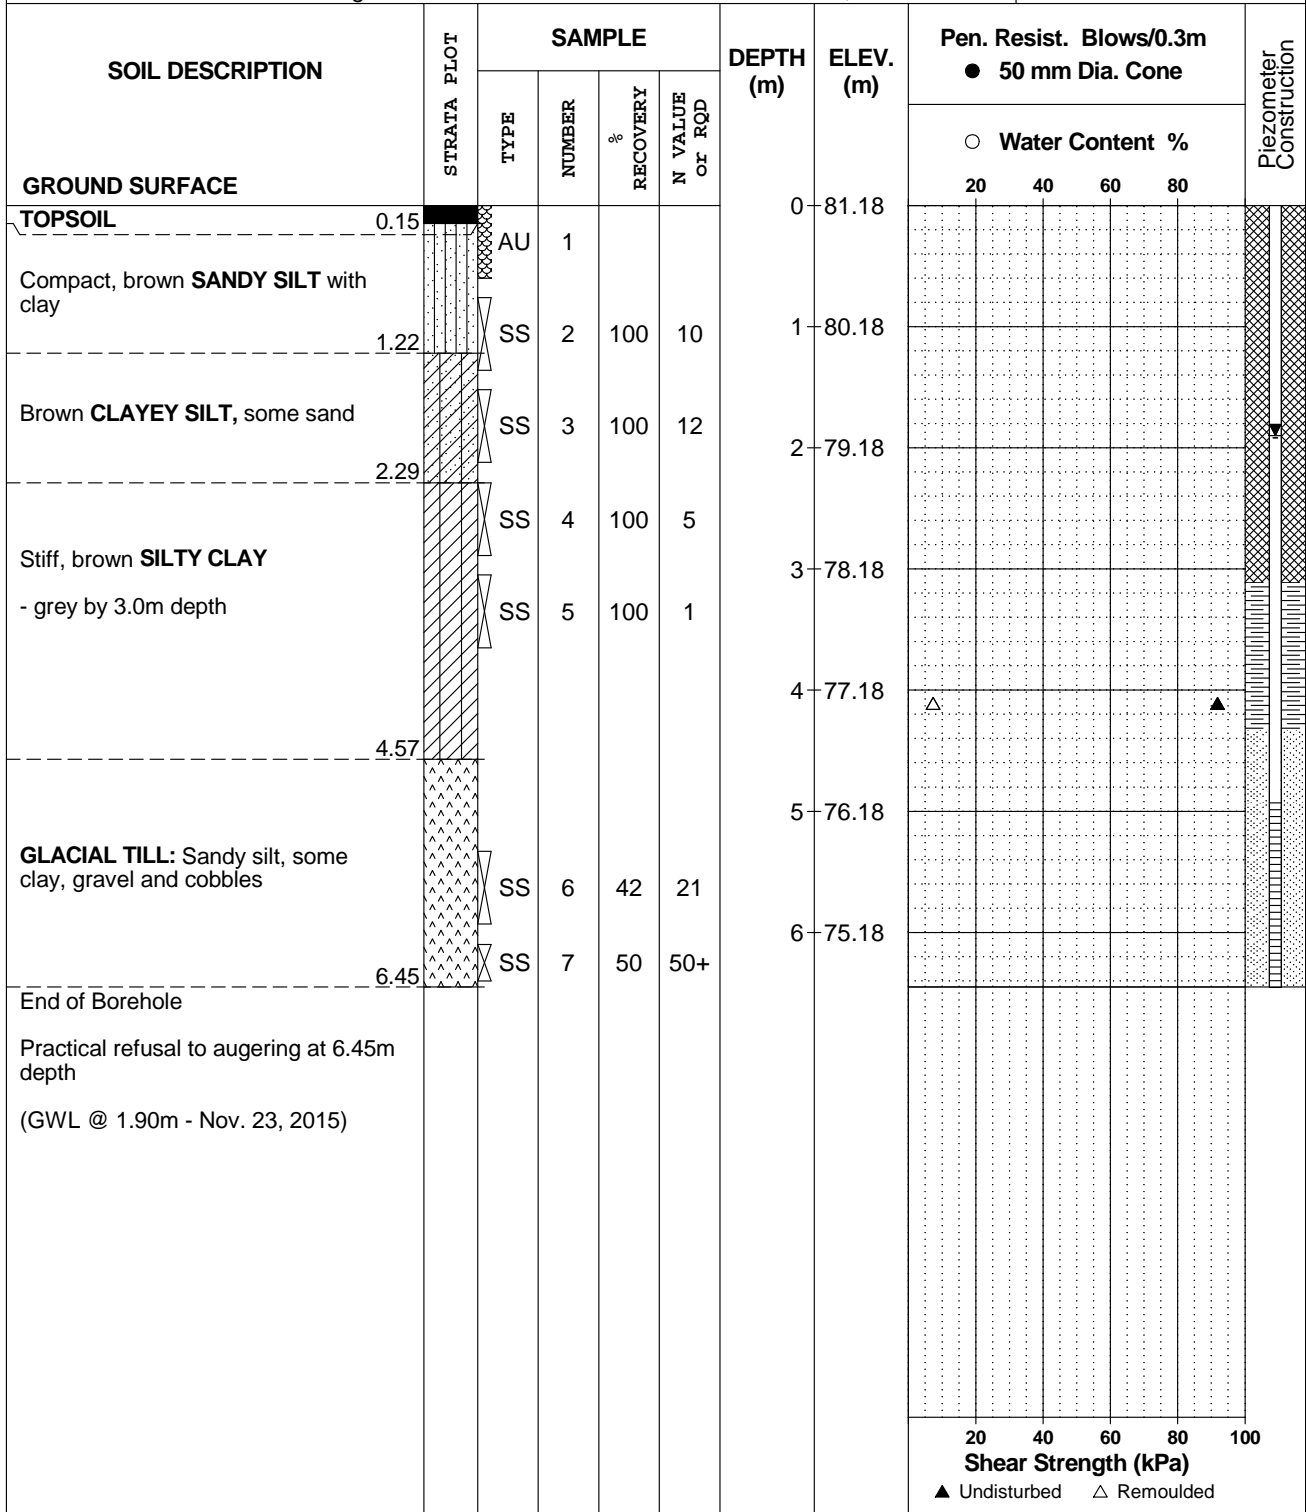 SOIL DESCRIPTION
GROUND SURFACE
STRATA PLOT
SAMPLE
TYPE
NUMBER
%
RECOVERY
N VALUE
or RQD
DEPTH
(m)
ELEV.
(m)
Pen. Resist. Blows/0.3m
● 50 mm Dia. Cone
○ Water Content %
20 40 60 80
Piezometer
Construction
TOPSOIL 0.15
Compact, brown SANDY SILT with
clay
1.22
Brown CLAYEY SILT, some sand
2.29
Stiff, brown SILTY CLAY
- grey by 3.0m depth
4.57
GLACIAL TILL: Sandy silt, some
clay, gravel and cobbles
6.45
End of Borehole
Practical refusal to augering at 6.45m
depth
(GWL @ 1.90m - Nov. 23, 2015)
AU 1
SS 2 100 10
SS 3 100 12
SS 4 100 5
SS 5 100 1
SS 6 42 21
SS 7 50 50+
0 81.18
1 80.18
2 79.18
3 78.18
4 77.18
5 76.18
6 75.18
20 40 60 80 100
Shear Strength (kPa)
▲ Undisturbed △ Remoulded